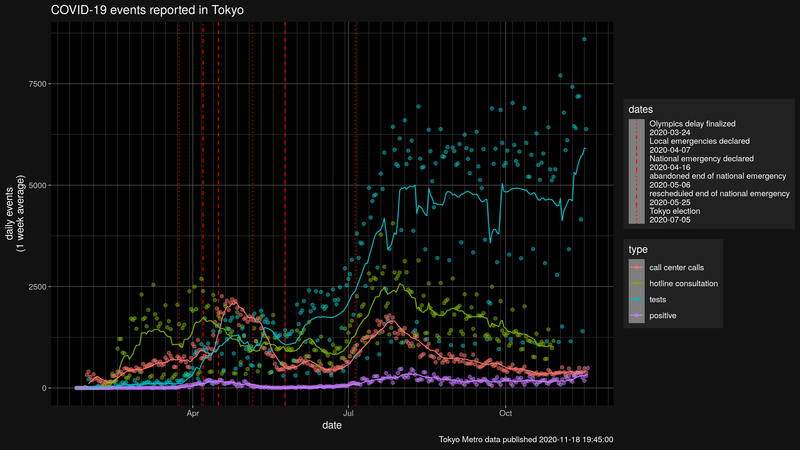 COVID-19 events reported in Tokyo
daily events
(1 week average)
7500
5000
2500
0
Apr
Jul
Oct
date
dates
Olympics delay finalized
2020-03-24
Local emergencies declared
2020-04-07
National emergency declared
2020-04-16
abandoned end of national emergency
2020-05-06
rescheduled end of national emergency
2020-05-25
Tokyo election
2020-07-05
type
call center calls
hotline consultation
tests
positive
Tokyo Metro data published 2020-11-18 19:45:00